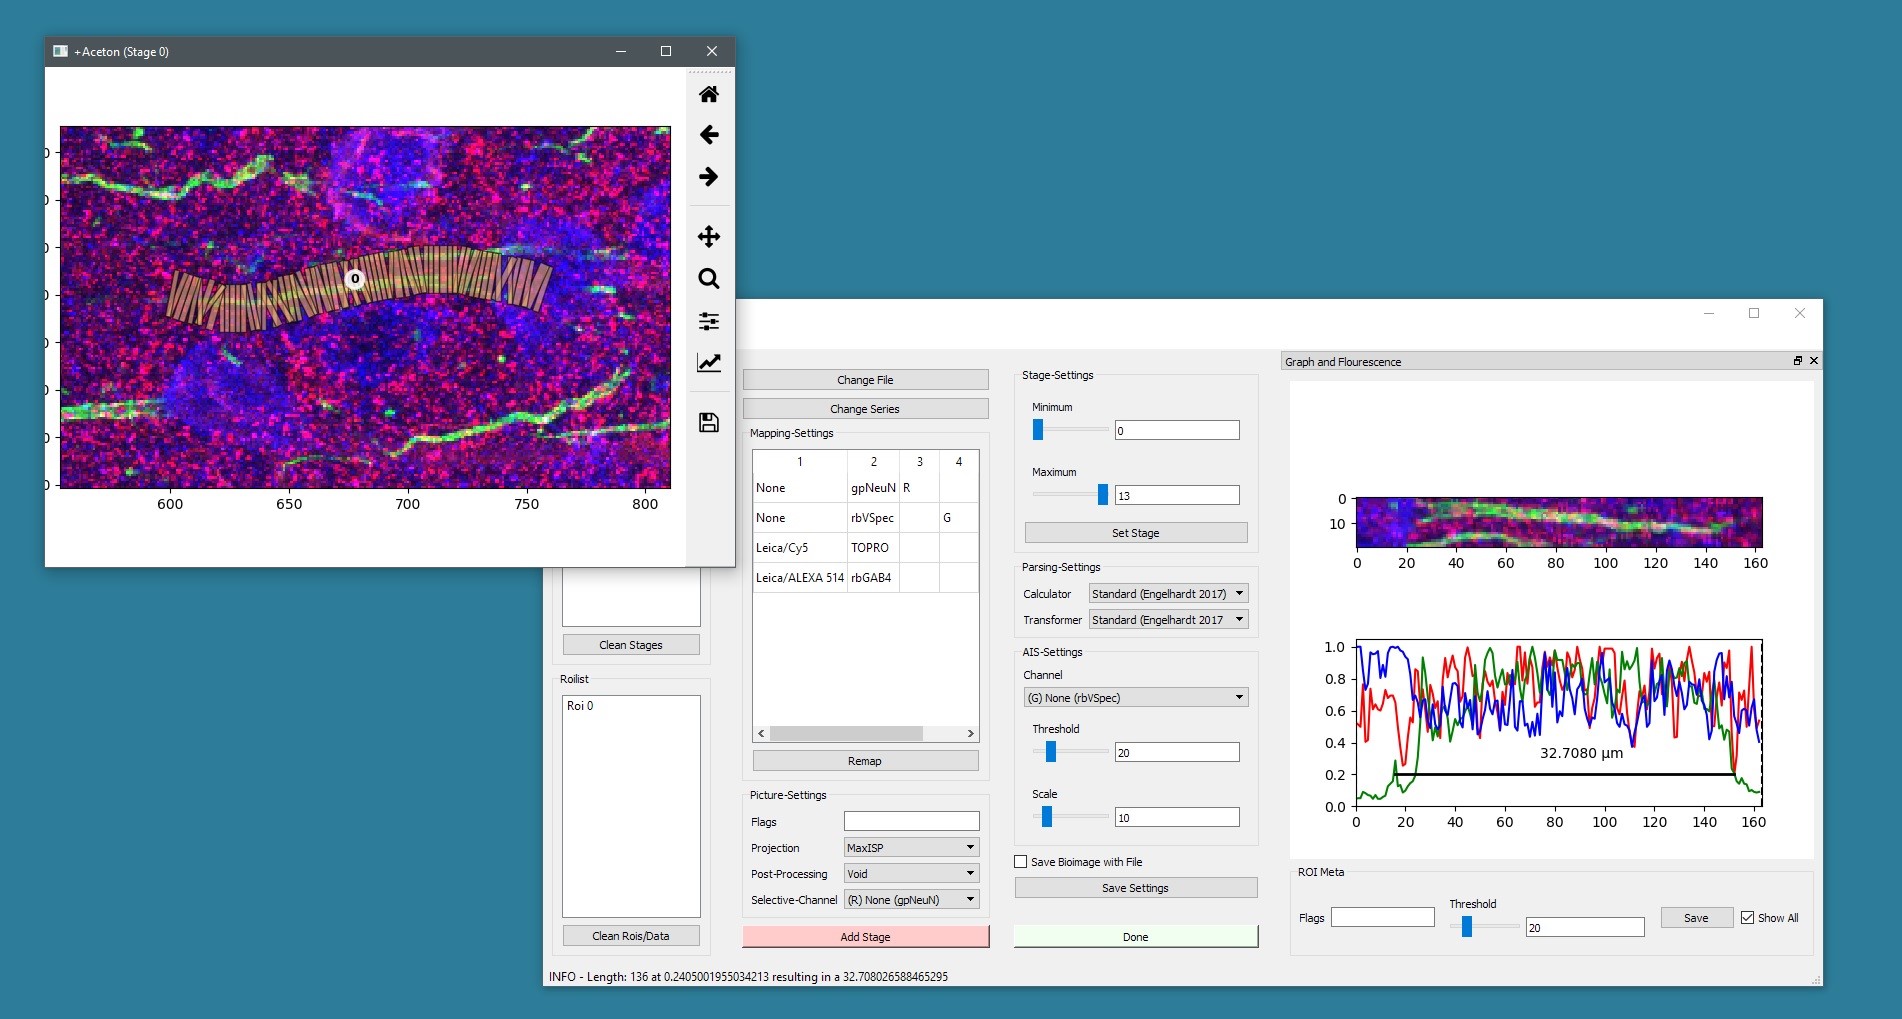 +Aceton (Stage 0)
0
600 650 700 750 800
Graph and Flourescence
Change File
Change Series
Mapping-Settings
1 2 3 4
None gpNeuN R
None rbVSpec G
Leica/Cy5 TOPRO
Leica/ALEXA 514 rbGAB4
Remap
Picture-Settings
Flags
Projection MaxISP
Post-Processing Void
Selective-Channel (R) None (gpNeuN)
Add Stage
Clean Stages
Roilist
Roi 0
Clean Rois/Data
Stage-Settings
Minimum
0
Maximum
13
Set Stage
Parsing-Settings
Calculator Standard (Engelhardt 2017)
Transformer Standard (Engelhardt 2017
AIS-Settings
Channel
(G) None (rbVSpec)
Threshold
20
Scale
10
Save Bioimage with File
Save Settings
Done
0
10
0 20 40 60 80 100 120 140 160
1.0
0.8
0.6
0.4
32.7080 µm
0.2
0.0
0 20 40 60 80 100 120 140 160
ROI Meta
Flags
Threshold
20
Save
Show All
INFO - Length: 136 at 0.2405001955034213 resulting in a 32.708026588465295